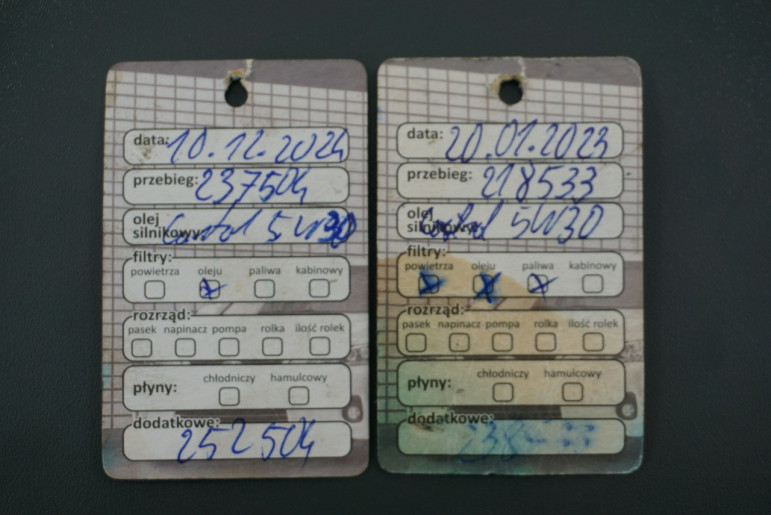 data: 10.12.2024
przebieg: 237504
olej silnikowy: Castrol 5W30
filtry:
powietrza oleju paliwa kabinowy
rozrząd:
pasek napinacz pompa rolka ilość rolek
płyny: chłodniczy hamulcowy
dodatkowe: 252504
data: 20.01.2023
przebieg: 218533
olej silnikowy: Castrol 5W30
filtry:
powietrza oleju paliwa kabinowy
rozrząd:
pasek napinacz pompa rolka ilość rolek
płyny: chłodniczy hamulcowy
dodatkowe: